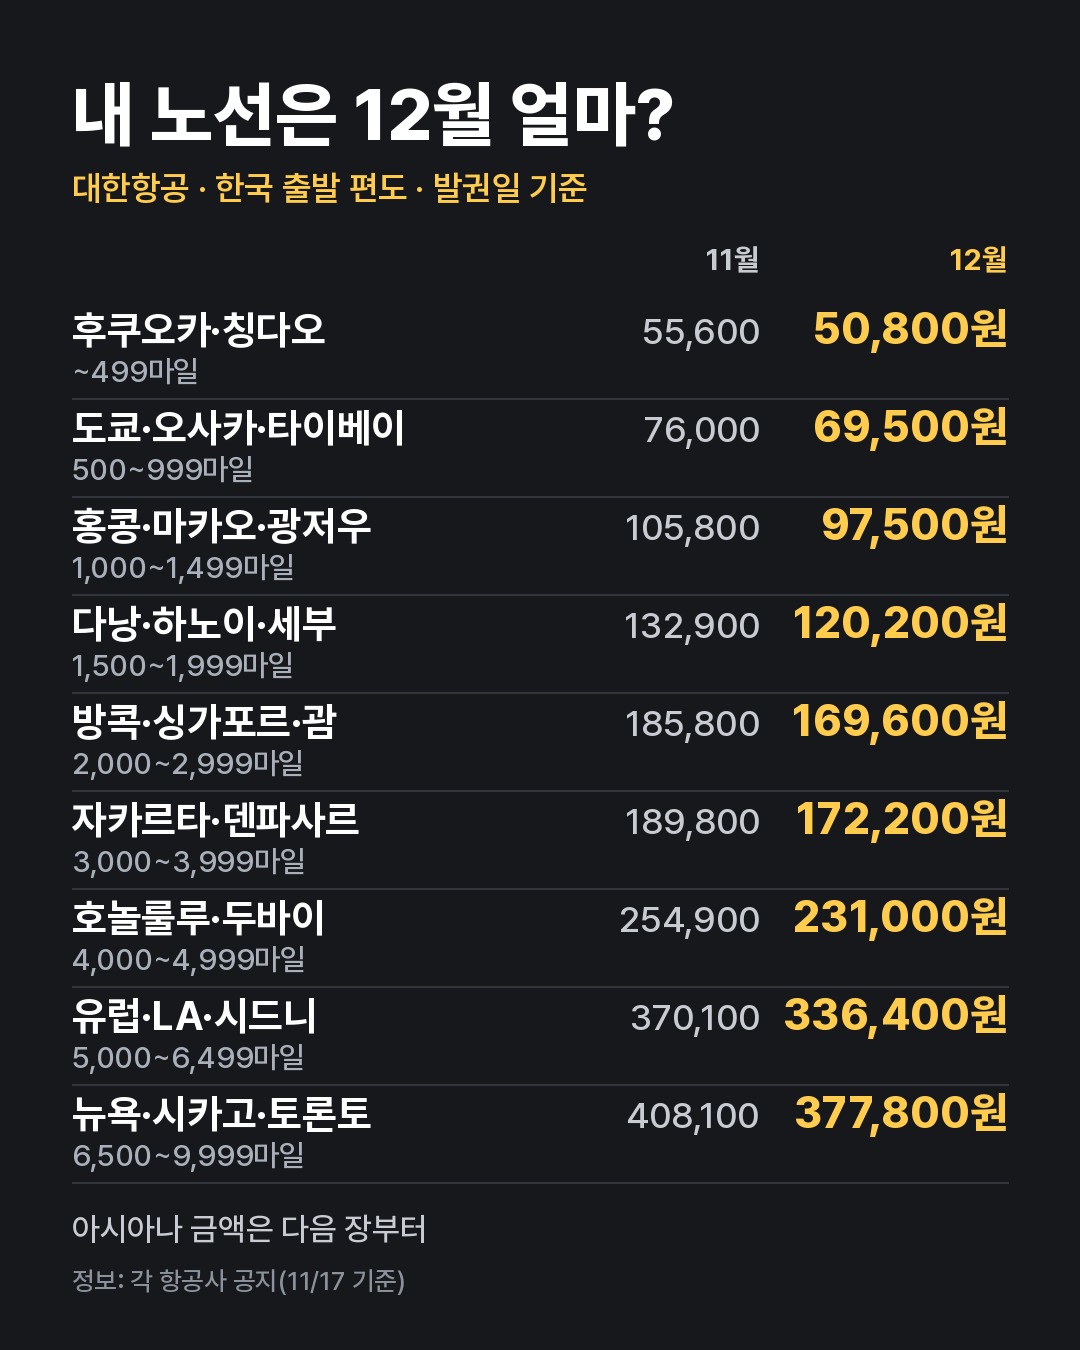 내 노선은 12월 얼마?
대한항공 · 한국 출발 편도 · 발권일 기준
11월 12월
후쿠오카·칭다오 55,600 50,800원
~499마일
도쿄·오사카·타이베이 76,000 69,500원
500~999마일
홍콩·마카오·광저우 105,800 97,500원
1,000~1,499마일
다낭·하노이·세부 132,900 120,200원
1,500~1,999마일
방콕·싱가포르·괌 185,800 169,600원
2,000~2,999마일
자카르타·덴파사르 189,800 172,200원
3,000~3,999마일
호놀룰루·두바이 254,900 231,000원
4,000~4,999마일
유럽·LA·시드니 370,100 336,400원
5,000~6,499마일
뉴욕·시카고·토론토 408,100 377,800원
6,500~9,999마일
아시아나 금액은 다음 장부터
정보: 각 항공사 공지(11/17 기준)